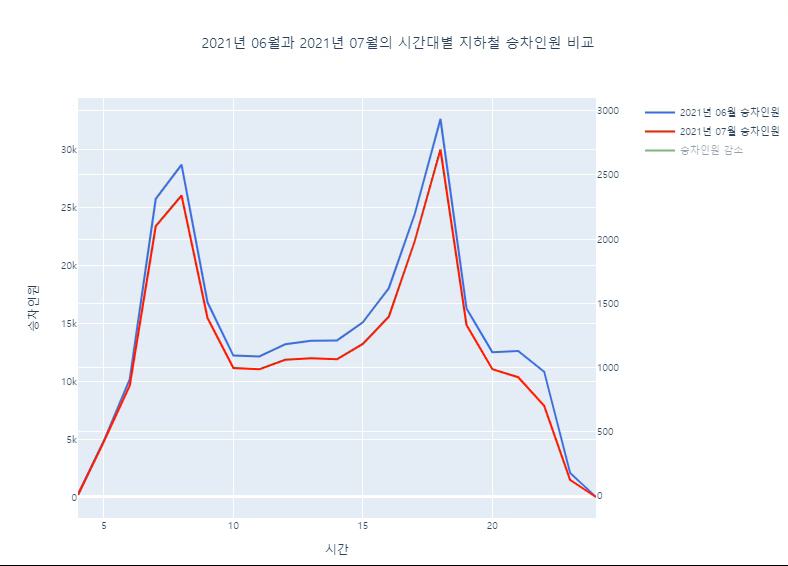 2021년 06월과 2021년 07월의 시간대별 지하철 승차인원 비교
2021년 06월 승차인원
2021년 07월 승차인원
승차인원 감소
승차인원
30k
25k
20k
15k
10k
5k
0
3000
2500
2000
1500
1000
500
0
5
10
15
20
시간